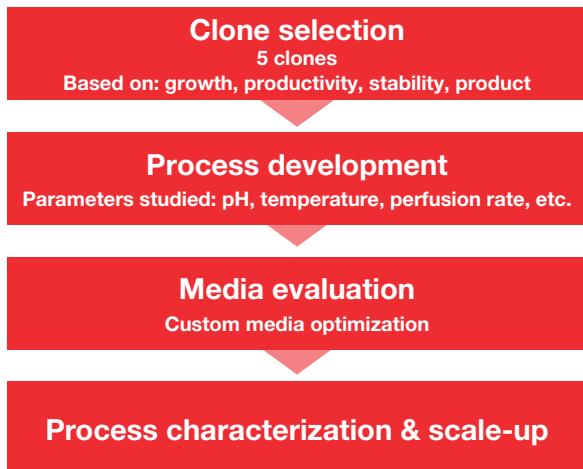 Clone selection
5 clones
Based on: growth, productivity, stability, product
Process development
Parameters studied: pH, temperature, perfusion rate, etc.
Media evaluation
Custom media optimization
Process characterization & scale-up